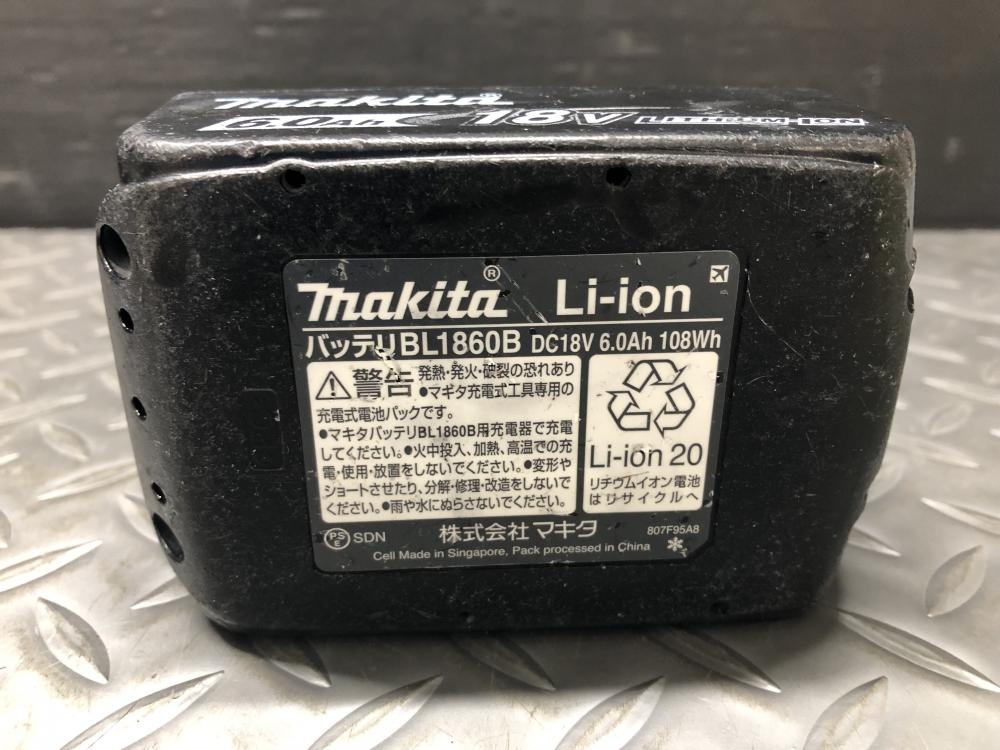 makita
6.0Ah 18V LITHIUM-ION
makita® Li-ion
バッテリBL1860B DC18V 6.0Ah 108Wh
警告 発熱・発火・破裂の恐れあり
●マキタ充電式工具専用の
充電式電池パックです。
●マキタバッテリBL1860B用充電器で充電
してください。●火中投入、加熱、高温での充
電・使用・放置をしないでください。●変形や
ショートさせたり、分解・修理・改造をしないで
ください。●雨や水にぬらさないでください。
Li-ion 20
リチウムイオン電池
はリサイクルへ
PSE SDN 株式会社マキタ 807F95A8
Cell Made in Singapore, Pack processed in China